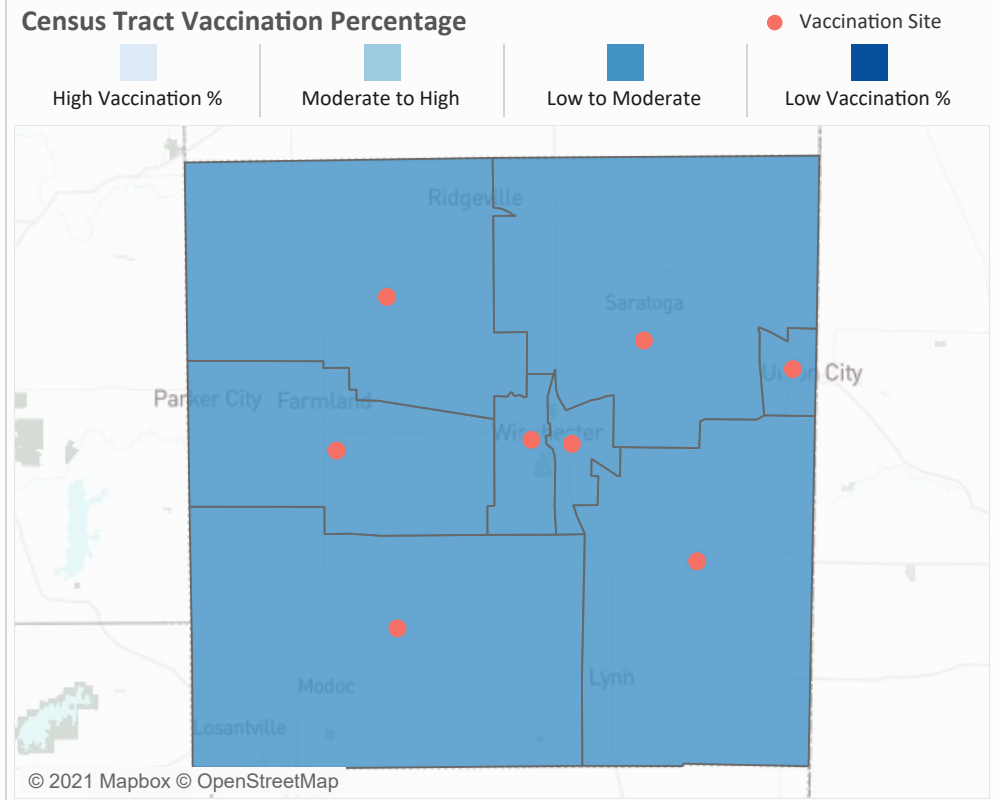 Census Tract Vaccination Percentage
Vaccination Site
High Vaccination %
Moderate to High
Low to Moderate
Low Vaccination %
Ridgeville
Saratoga
Union City
Parker City
Farmland
Winchester
Lynn
Modoc
Losantville
© 2021 Mapbox © OpenStreetMap